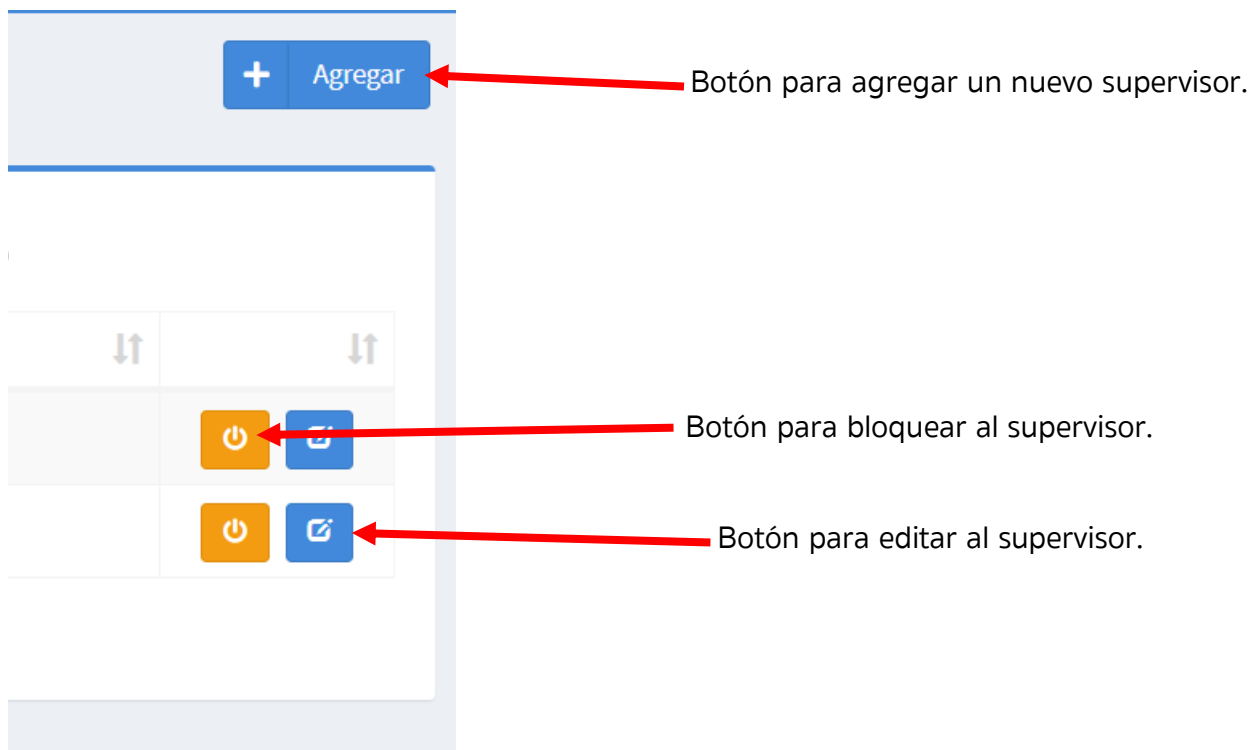 Agregar
Botón para agregar un nuevo supervisor.
Botón para bloquear al supervisor.
Botón para editar al supervisor.